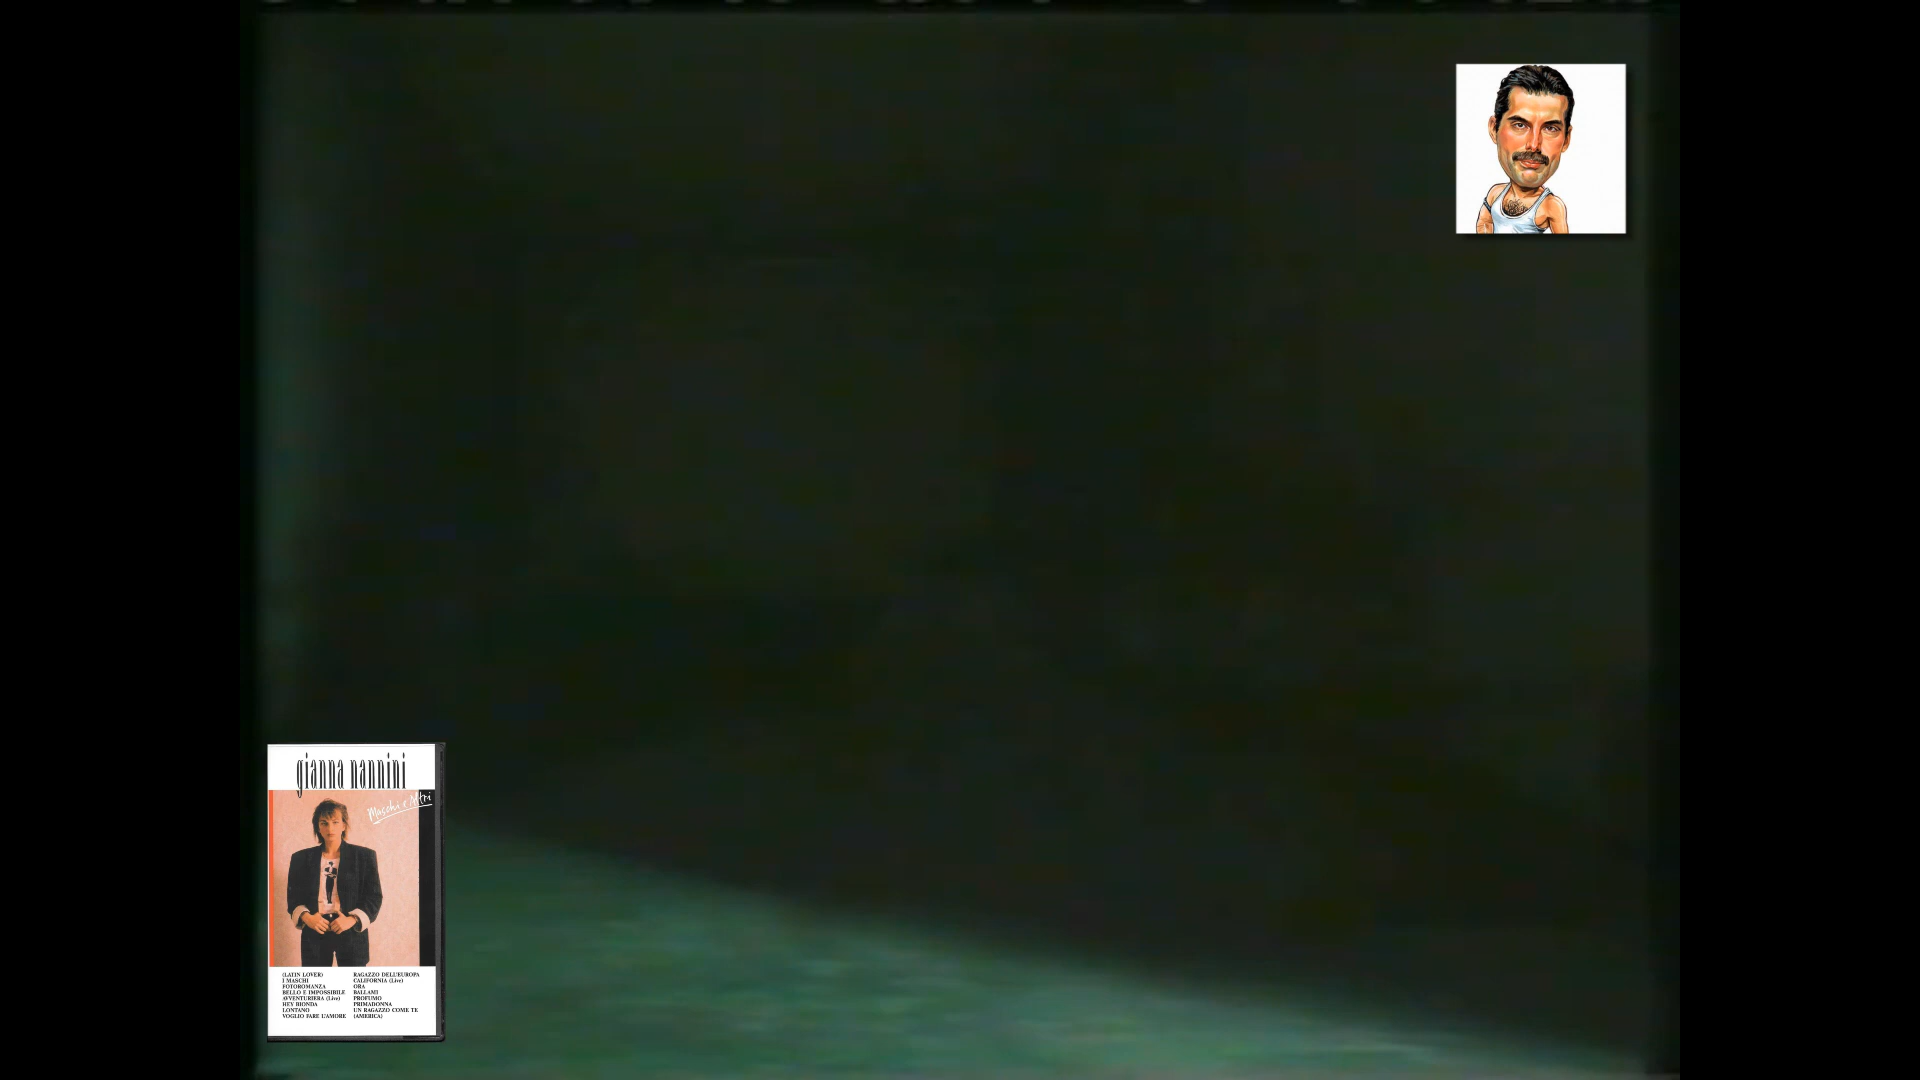 gianna nannini
Maschi e Altri
(LATIN LOVER)
I MASCHI
FOTOROMANZA
BELLO E IMPOSSIBILE
AVVENTURIERA (Live)
HEY BIONDA
LONTANO
VOGLIO FARE L'AMORE
RAGAZZO DELL'EUROPA
CALIFORNIA (Live)
ORA
BALLAMI
PROFUMO
PRIMADONNA
UN RAGAZZO COME TE
(AMERICA)